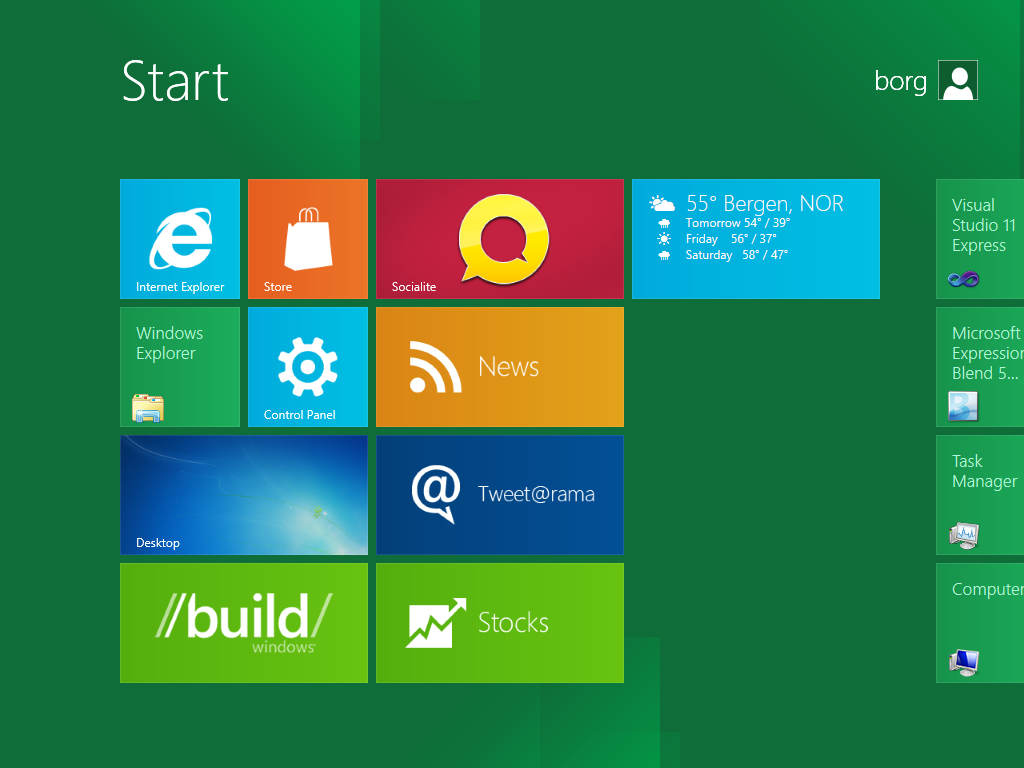 Start
borg
Internet Explorer
Store
Socialite
55° Bergen, NOR
Tomorrow 54° / 39°
Friday 56° / 37°
Saturday 58° / 47°
Visual
Studio 11
Express
Windows
Explorer
Control Panel
News
Microsoft
Expression
Blend 5...
Desktop
Tweet@rama
Task
Manager
//build/
windows
Stocks
Computer